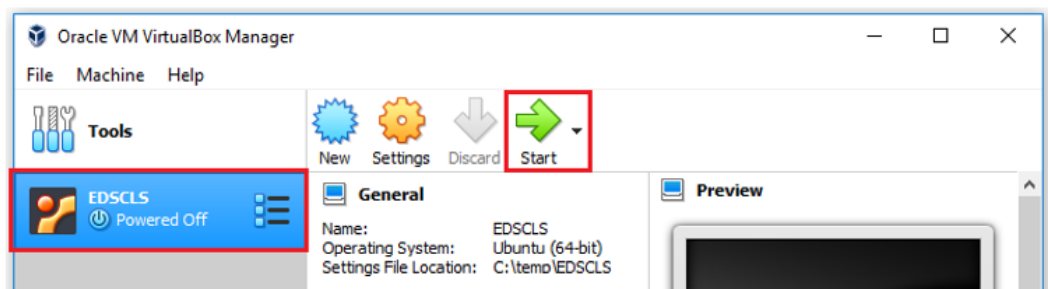 Oracle VM VirtualBox Manager
File Machine Help
Tools
New Settings Discard Start
EDSCLS
Powered Off
General
Name: EDSCLS
Operating System: Ubuntu (64-bit)
Settings File Location: C:\temp\EDSCLS
Preview